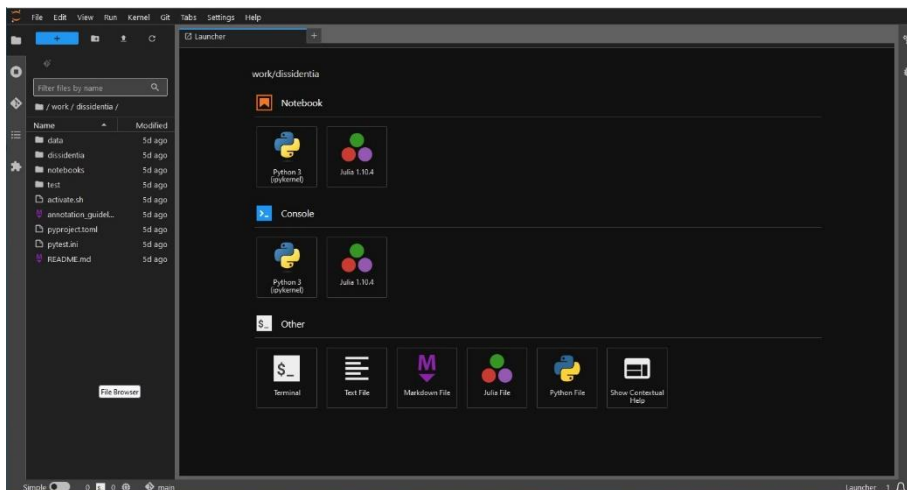 File Edit View Run Kernel Git Tabs Settings Help
Launcher
Filter files by name
/ work / dissidentia /
Name Modified
data 5d ago
dissidentia 5d ago
notebooks 5d ago
test 5d ago
activate.sh 5d ago
annotation_guidel... 5d ago
pyproject.toml 5d ago
pytest.ini 5d ago
README.md 5d ago
File Browser
work/dissidentia
Notebook
Python 3 (ipykernel)
Julia 1.10.4
Console
Python 3 (ipykernel)
Julia 1.10.4
$_ Other
$_
Terminal
Text File
M
Markdown File
Julia File
Python File
Show Contextual Help
Simple 0 0 main
Launcher 1